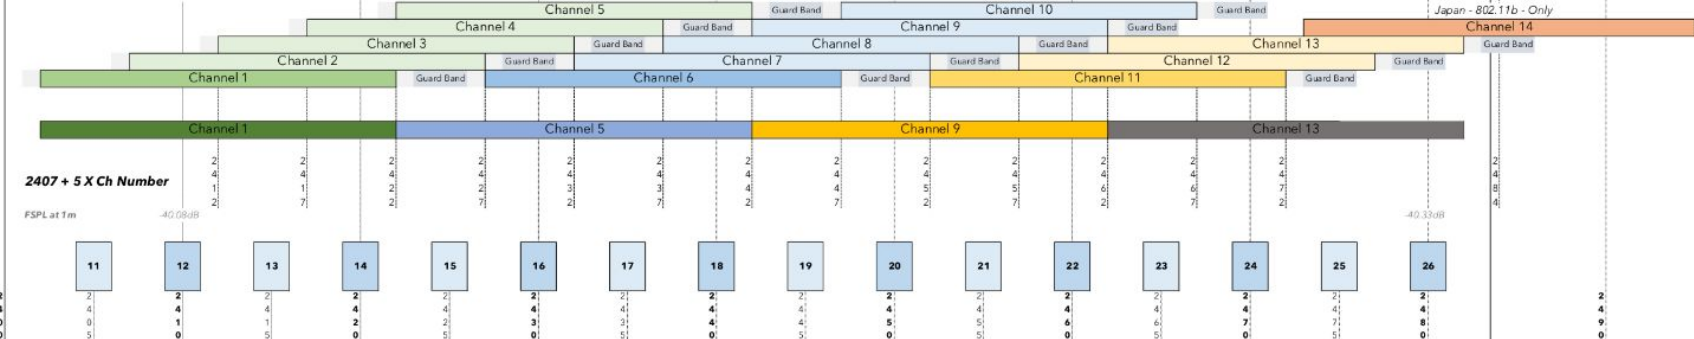 Channel 5 Guard Band Channel 10 Guard Band Japan - 802.11b - Only
Channel 4 Guard Band Channel 9 Guard Band Channel 14
Channel 3 Guard Band Channel 8 Guard Band Channel 13 Guard Band
Channel 2 Guard Band Channel 7 Guard Band Channel 12 Guard Band
Channel 1 Guard Band Channel 6 Guard Band Channel 11 Guard Band
Channel 1 Channel 5 Channel 9 Channel 13
2407 + 5 X Ch Number
2412 2417 2422 2427 2432 2437 2442 2447 2452 2457 2462 2467 2472 2484
FSPL at 1m -40.08dB -40.33dB
11 12 13 14 15 16 17 18 19 20 21 22 23 24 25 26
2405 2410 2415 2420 2425 2430 2435 2440 2445 2450 2455 2460 2465 2470 2475 2480 2490